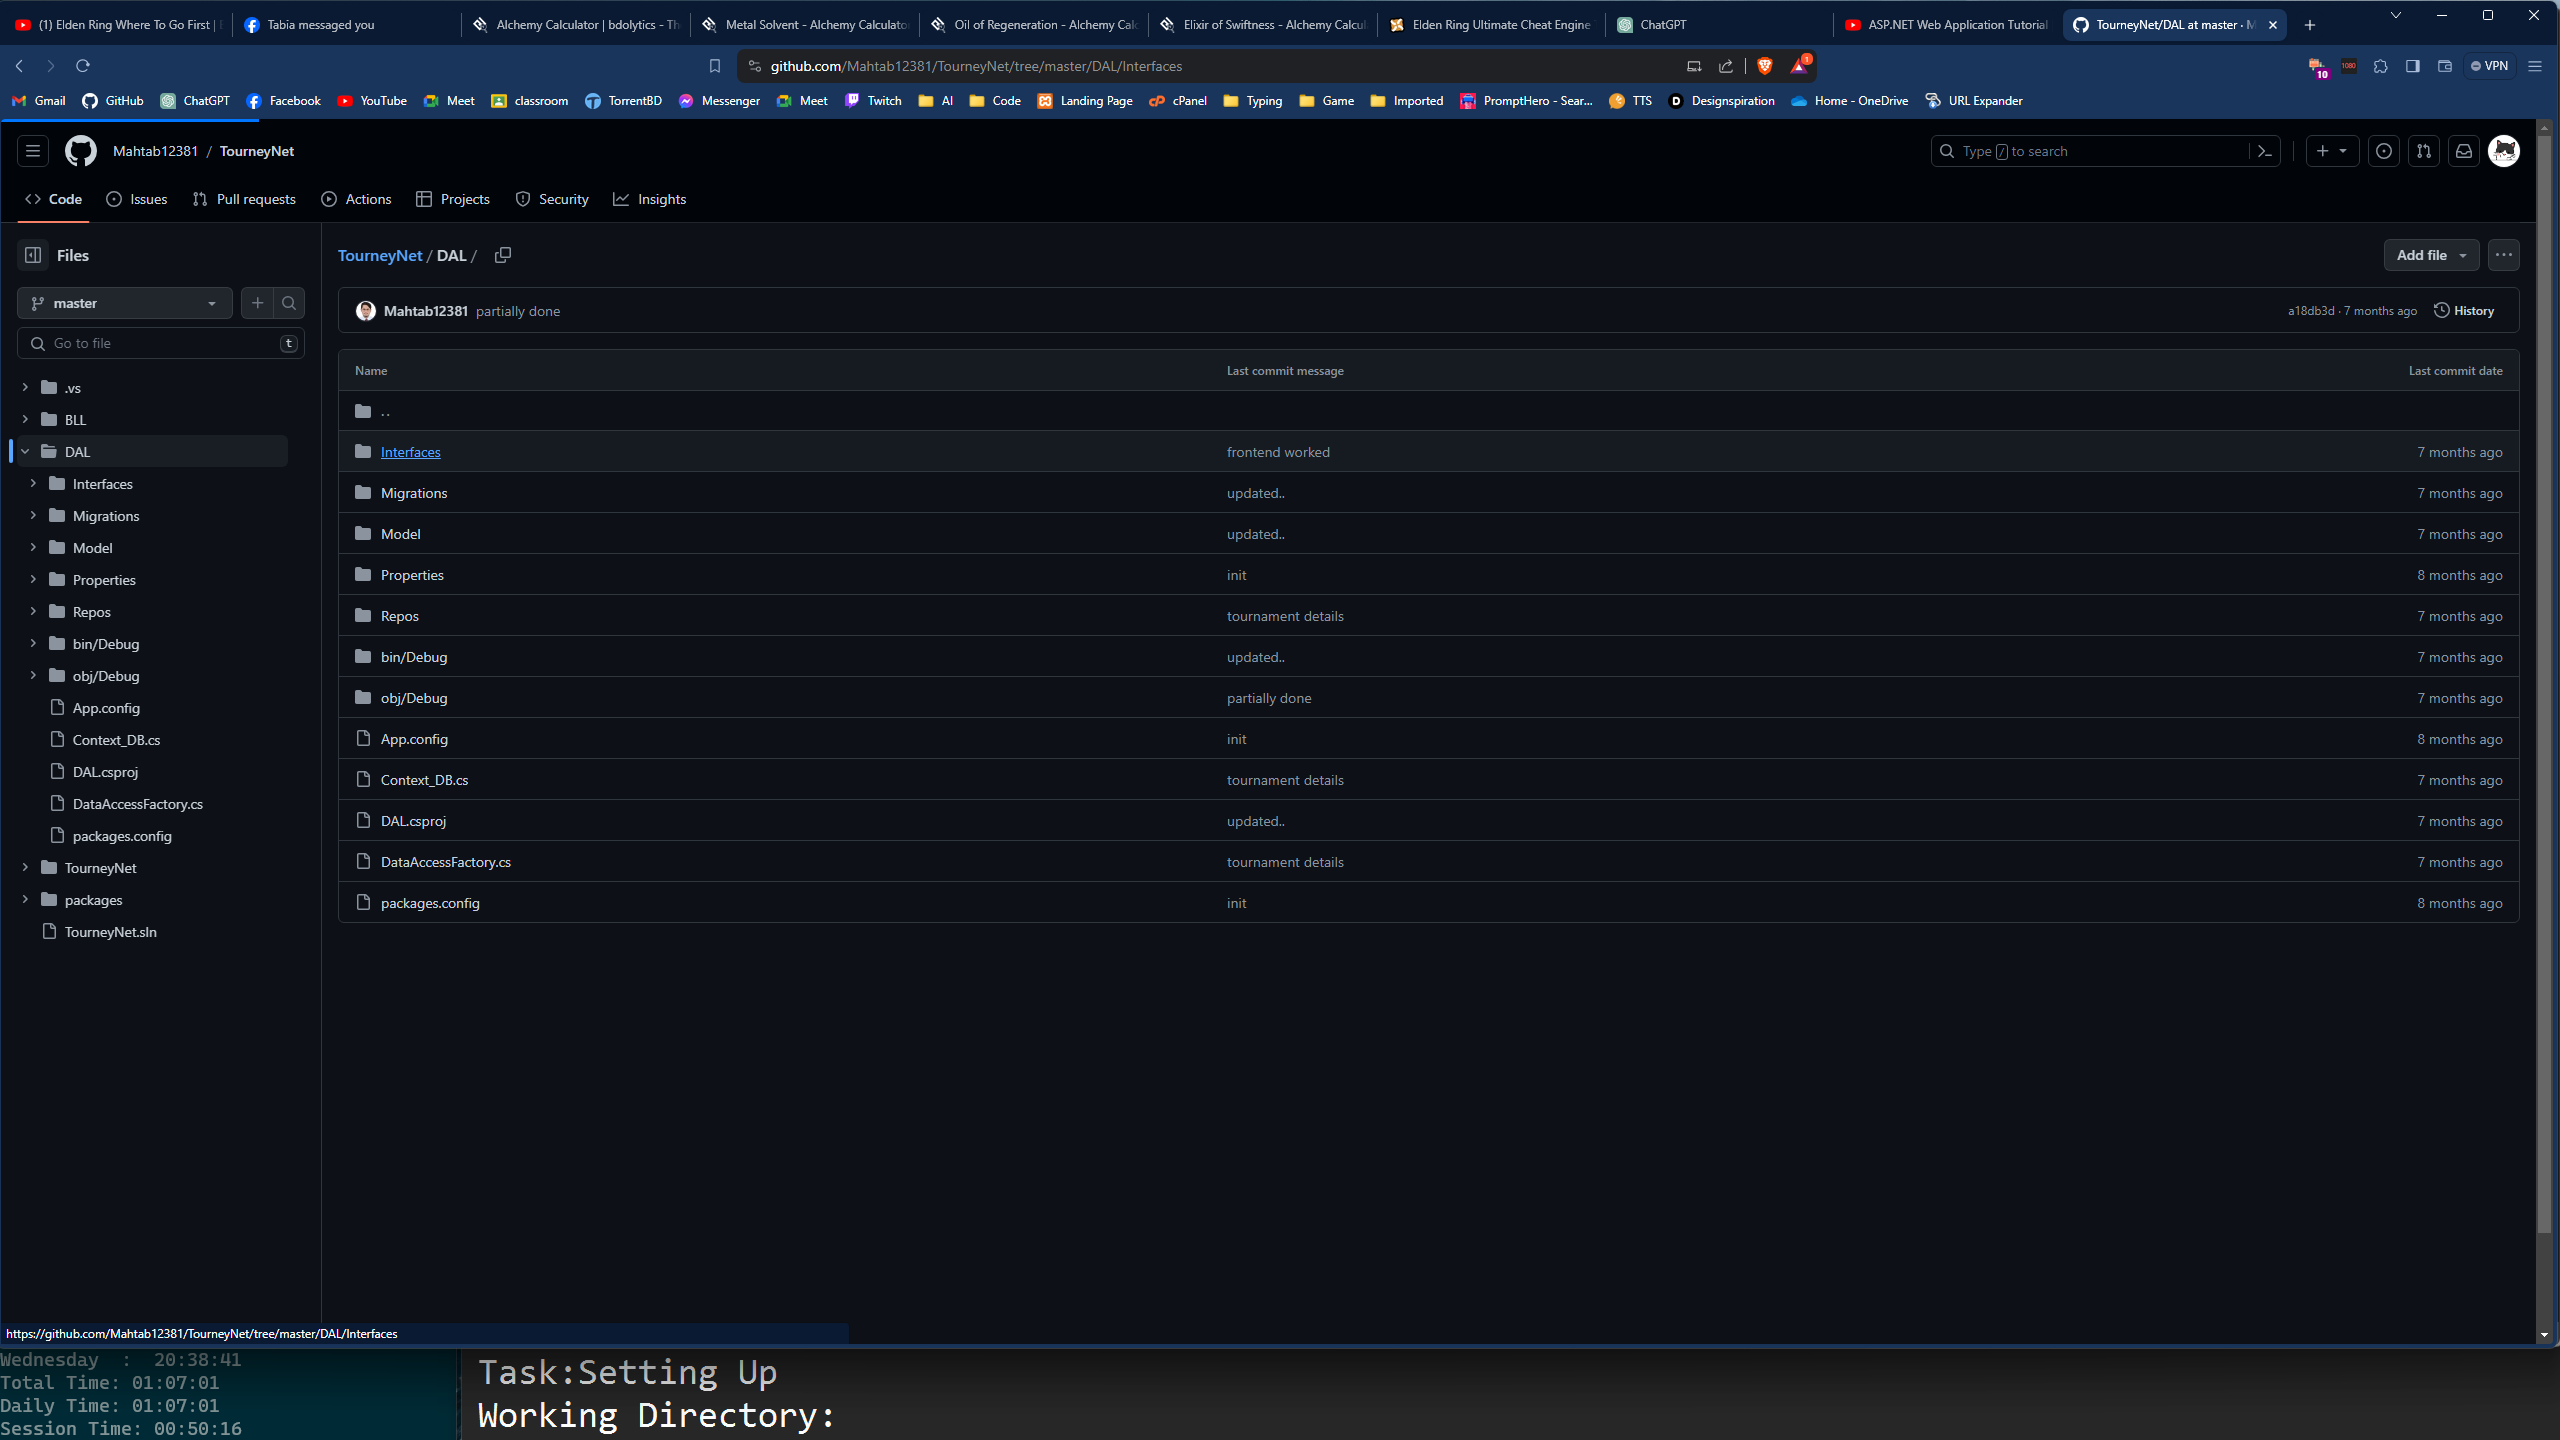 (1) Elden Ring Where To Go First |
Tabia messaged you
Alchemy Calculator | bdolytics - Th
Metal Solvent - Alchemy Calculator
Oil of Regeneration - Alchemy Calc
Elixir of Swiftness - Alchemy Calcul
Elden Ring Ultimate Cheat Engine
ChatGPT
ASP.NET Web Application Tutorial
TourneyNet/DAL at master · M
github.com/Mahtab12381/TourneyNet/tree/master/DAL/Interfaces
1
10
1080
VPN
Gmail
GitHub
ChatGPT
Facebook
YouTube
Meet
classroom
TorrentBD
Messenger
Meet
Twitch
AI
Code
Landing Page
cPanel
Typing
Game
Imported
PromptHero - Sear...
TTS
Designspiration
Home - OneDrive
URL Expander
Mahtab12381 / TourneyNet
Type / to search
Code
Issues
Pull requests
Actions
Projects
Security
Insights
Files
master
Go to file
t
.vs
BLL
DAL
Interfaces
Migrations
Model
Properties
Repos
bin/Debug
obj/Debug
App.config
Context_DB.cs
DAL.csproj
DataAccessFactory.cs
packages.config
TourneyNet
packages
TourneyNet.sln
TourneyNet / DAL /
Add file
Mahtab12381 partially done
a18db3d · 7 months ago
History
Name Last commit message Last commit date
..
Interfaces frontend worked 7 months ago
Migrations updated.. 7 months ago
Model updated.. 7 months ago
Properties init 8 months ago
Repos tournament details 7 months ago
bin/Debug updated.. 7 months ago
obj/Debug partially done 7 months ago
App.config init 8 months ago
Context_DB.cs tournament details 7 months ago
DAL.csproj updated.. 7 months ago
DataAccessFactory.cs tournament details 7 months ago
packages.config init 8 months ago
https://github.com/Mahtab12381/TourneyNet/tree/master/DAL/Interfaces
Wednesday : 20:38:41
Total Time: 01:07:01
Daily Time: 01:07:01
Session Time: 00:50:16
Task:Setting Up
Working Directory: